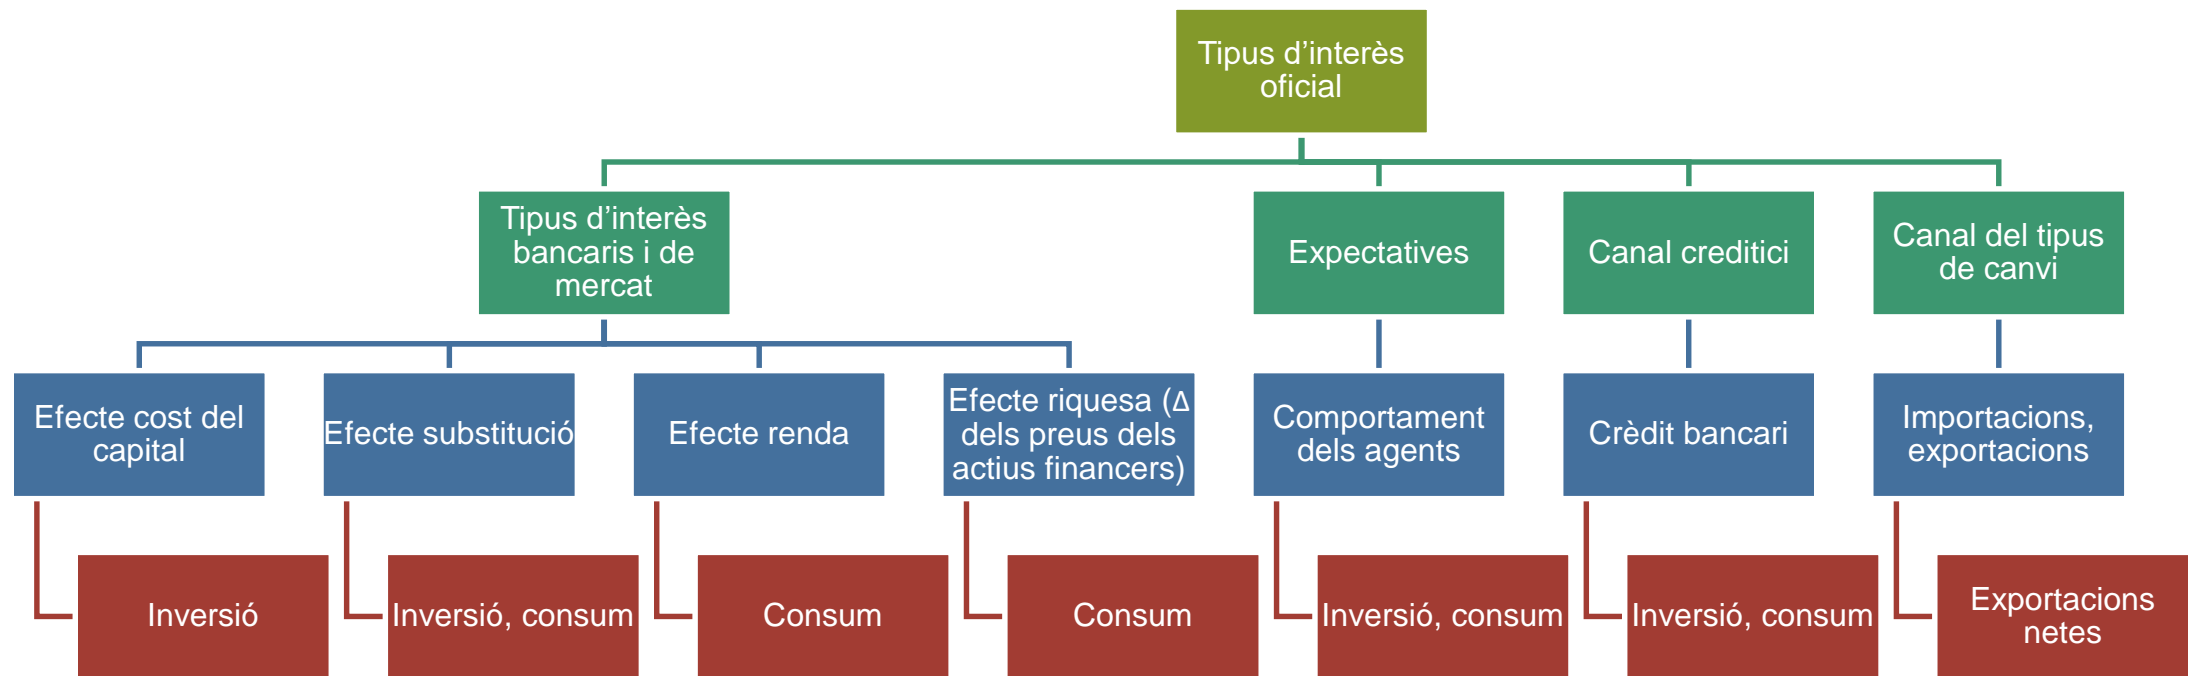 Tipus d’interès
oficial
Tipus d’interès
bancaris i de
mercat
Expectatives
Canal creditici
Canal del tipus
de canvi
Efecte cost del
capital
Efecte substitució
Efecte renda
Efecte riquesa (Δ
dels preus dels
actius financers)
Comportament
dels agents
Crèdit bancari
Importacions,
exportacions
Inversió
Inversió, consum
Consum
Consum
Inversió, consum
Inversió, consum
Exportacions
netes